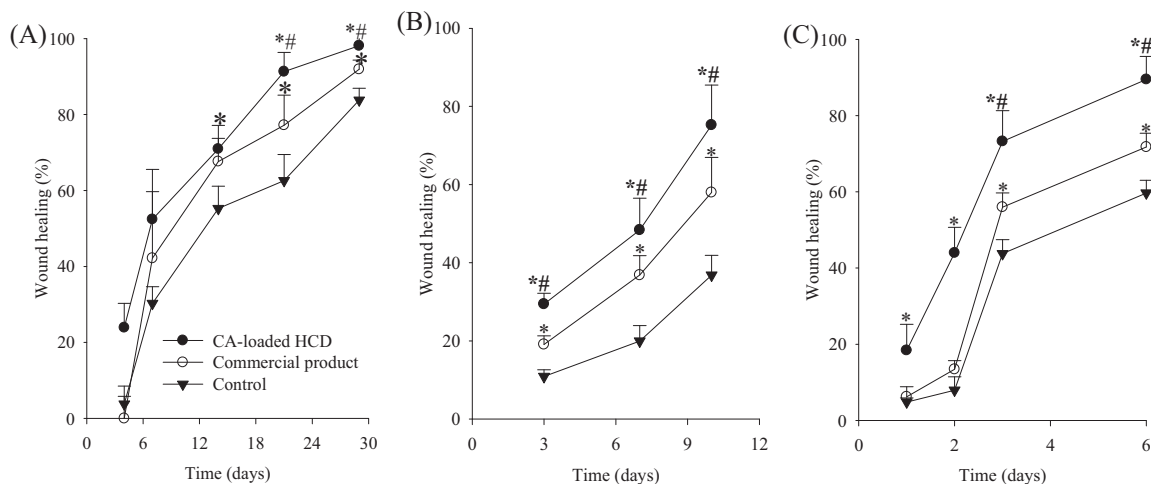 (A)
Wound healing (%)
100
80
60
40
20
0
*#
*#
*
*
*
CA-loaded HCD
Commercial product
Control
0 6 12 18 24 30
Time (days)
(B)
Wound healing (%)
100
80
60
40
20
0
*#
*#
*#
*
*
*
0 3 6 9 12
Time (days)
(C)
Wound healing (%)
100
80
60
40
20
0
*#
*#
*
*
*
*
0 2 4 6
Time (days)